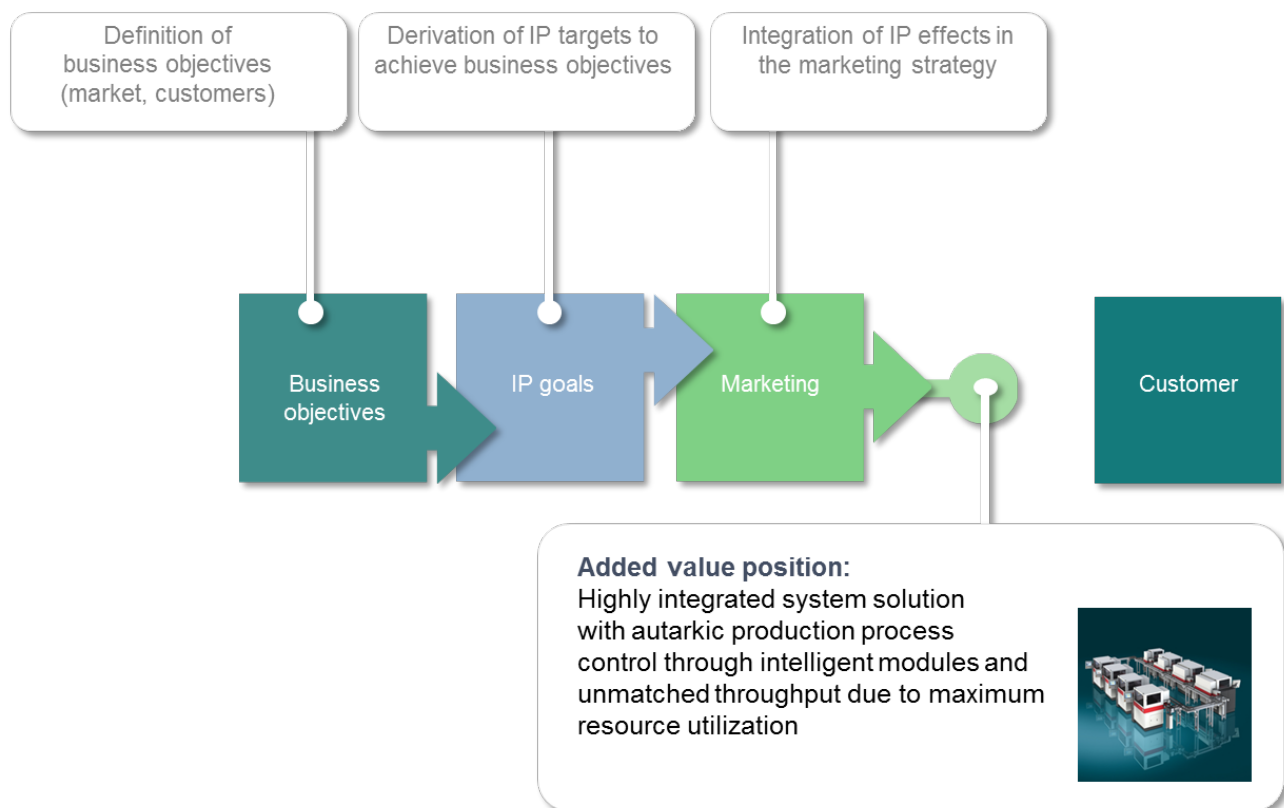 Definition of
business objectives
(market, customers)
Derivation of IP targets to
achieve business objectives
Integration of IP effects in
the marketing strategy
Business
objectives
IP goals
Marketing
Customer
Added value position:
Highly integrated system solution
with autarkic production process
control through intelligent modules and
unmatched throughput due to maximum
resource utilization